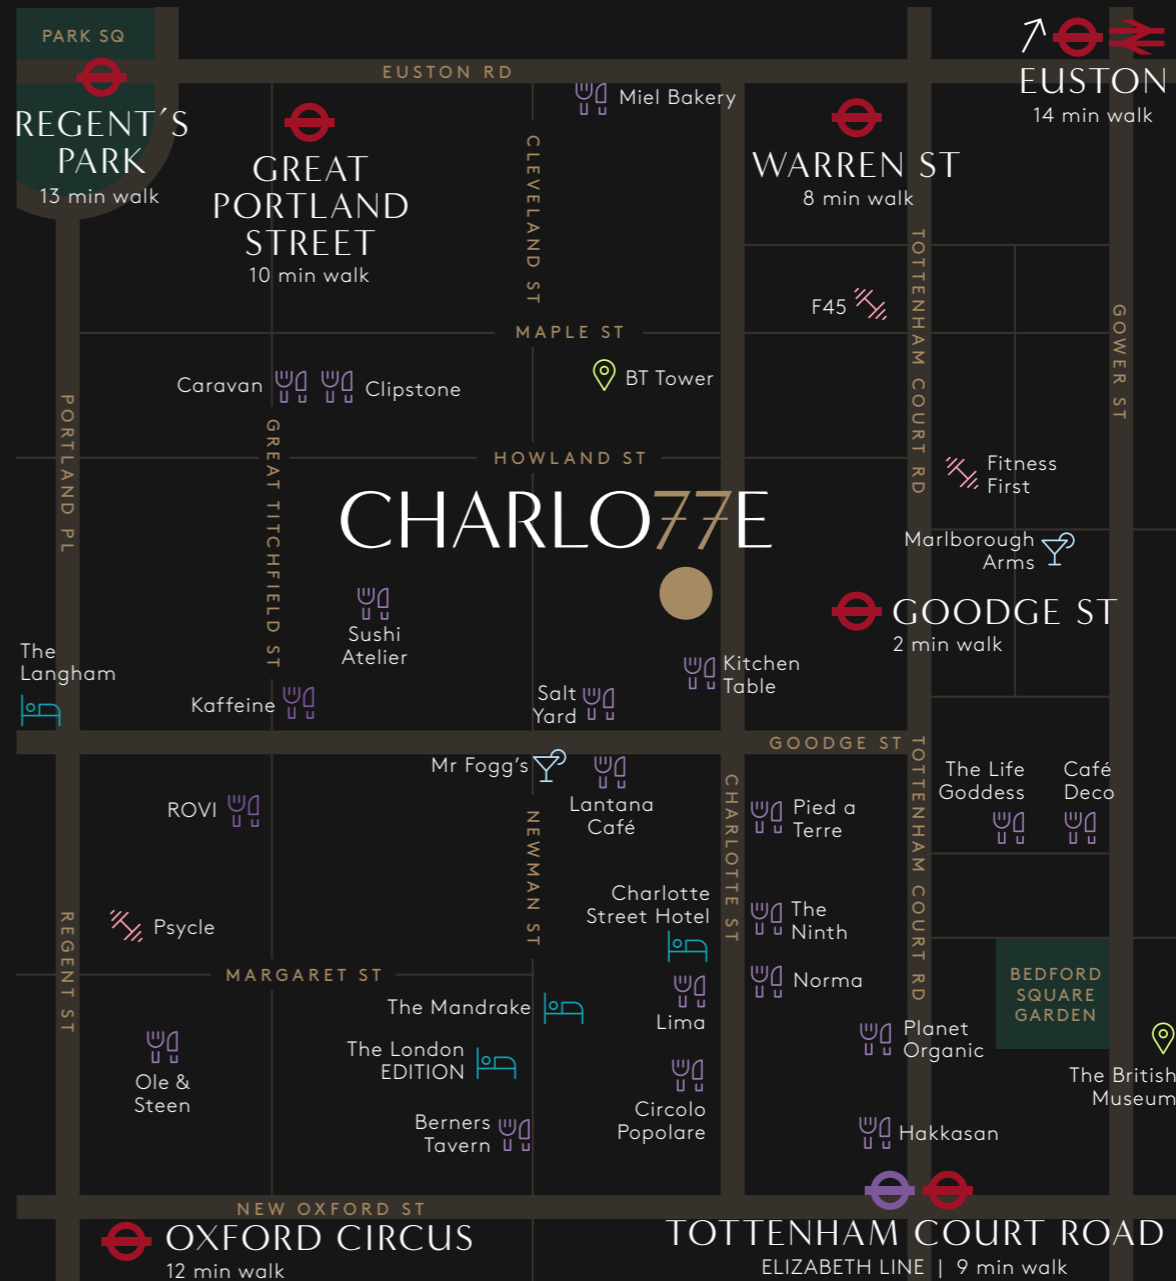 PARK SQ
EUSTON RD
EUSTON
14 min walk
Miel Bakery
REGENT´S
PARK
13 min walk
GREAT
PORTLAND
STREET
10 min walk
CLEVELAND ST
WARREN ST
8 min walk
TOTTENHAM COURT RD
F45
GOWER ST
MAPLE ST
Caravan
Clipstone
BT Tower
PORTLAND PL
GREAT TITCHFIELD ST
HOWLAND ST
Fitness
First
CHARLO77E
Marlborough
Arms
GOODGE ST
2 min walk
Sushi
Atelier
The
Langham
Kitchen
Table
Kaffeine
Salt
Yard
GOODGE ST
Mr Fogg's
Lantana
Café
TOTTENHAM COURT RD
The Life
Goddess
Café
Deco
ROVI
NEWMAN ST
CHARLOTTE ST
Pied a
Terre
Charlotte
Street Hotel
The
Ninth
REGENT ST
Psycle
MARGARET ST
Norma
BEDFORD
SQUARE
GARDEN
The Mandrake
Lima
Planet
Organic
The London
EDITION
Ole &
Steen
The British
Museum
Circolo
Popolare
Berners
Tavern
Hakkasan
NEW OXFORD ST
OXFORD CIRCUS
12 min walk
TOTTENHAM COURT ROAD
ELIZABETH LINE | 9 min walk